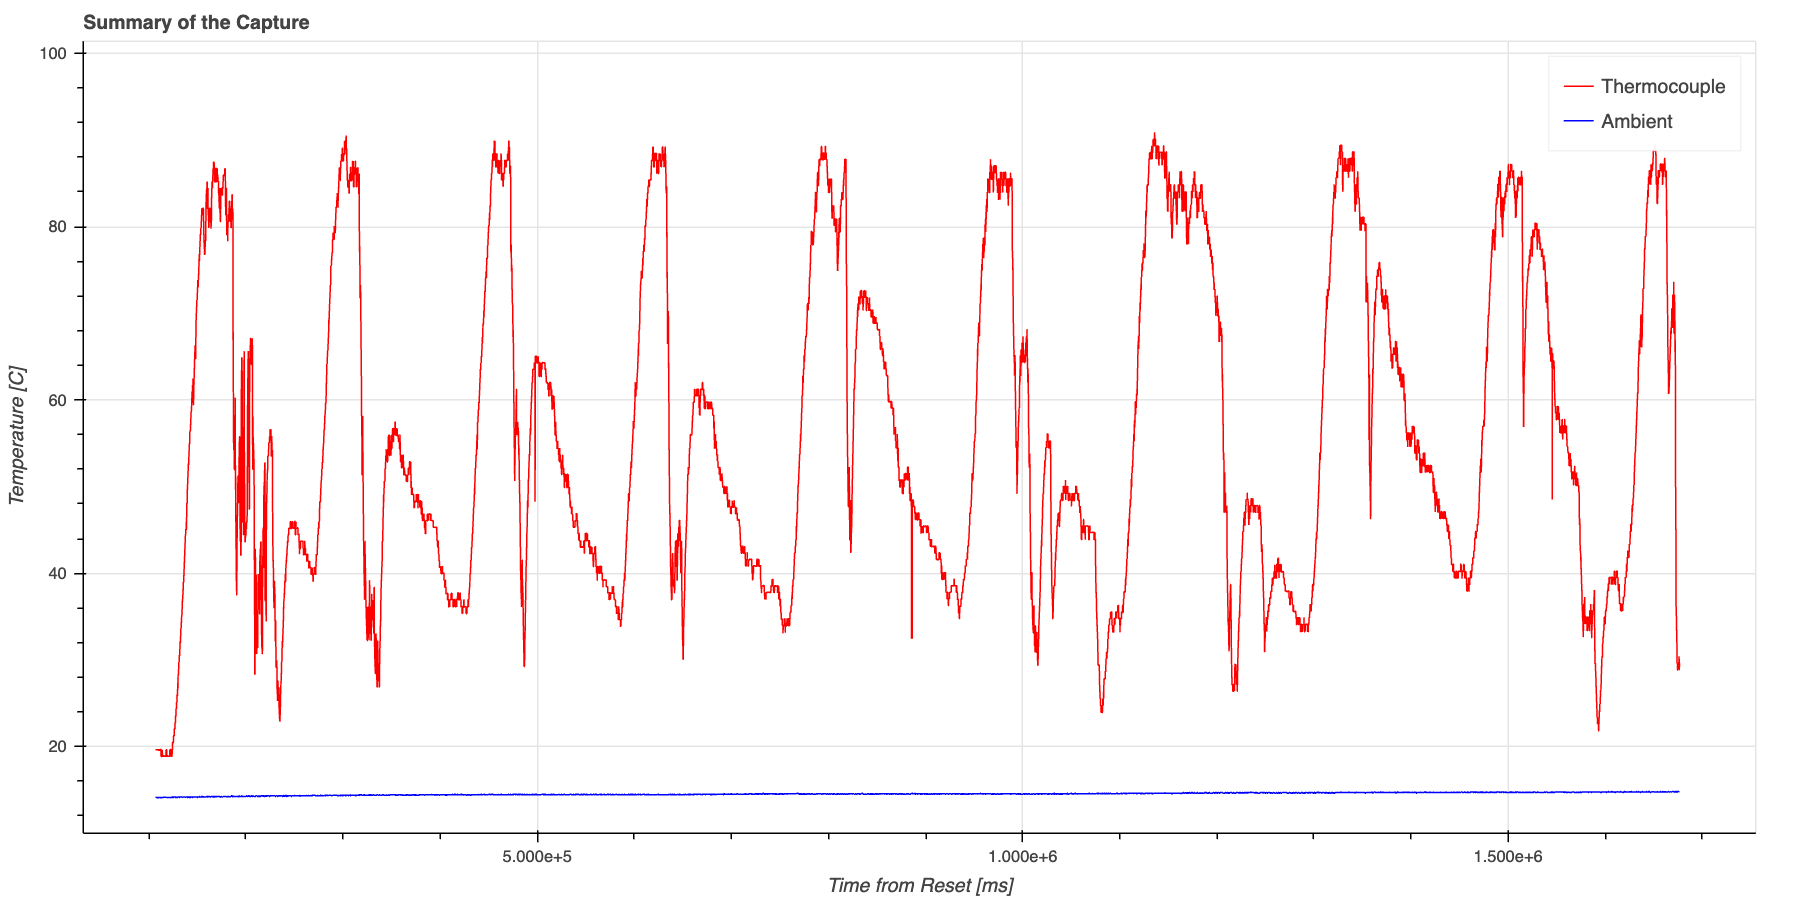 Summary of the Capture
100
80
60
40
20
Temperature [C]
Thermocouple
Ambient
5.000e+5
1.000e+6
1.500e+6
Time from Reset [ms]